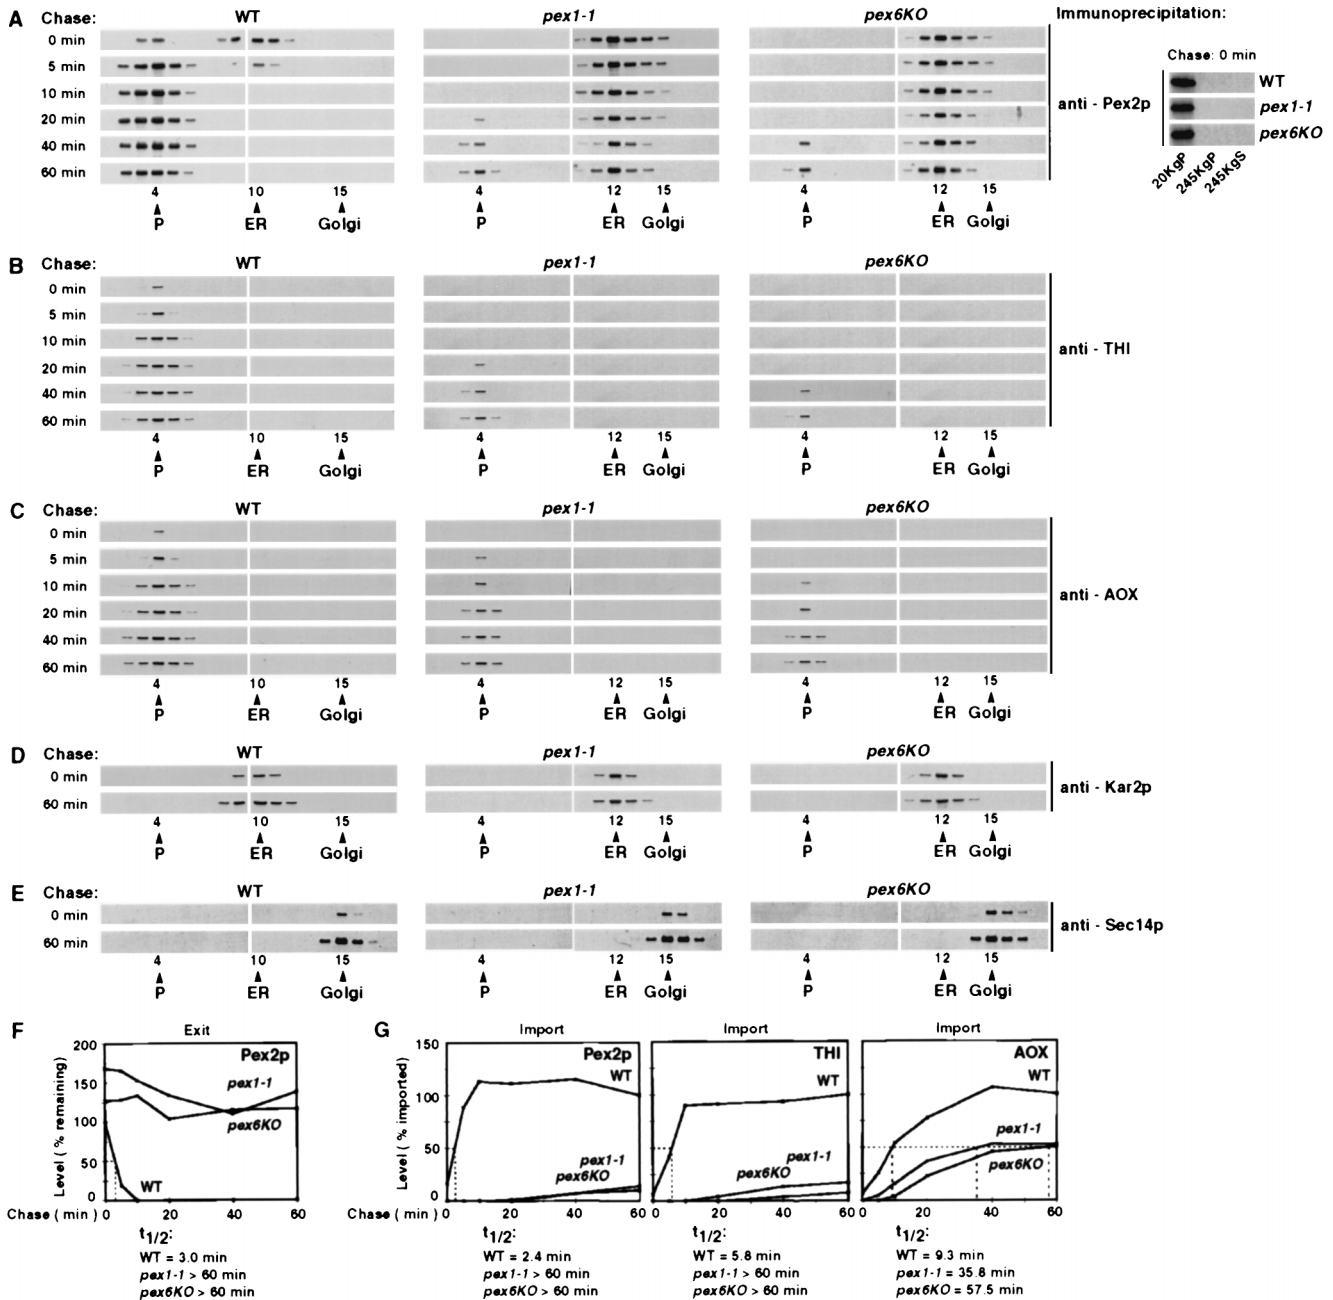 A Chase: WT pex1-1 pex6KO Immunoprecipitation:
0 min
5 min
10 min
20 min
40 min
60 min
4 10 15 4 12 15 4 12 15
P ER Golgi P ER Golgi P ER Golgi
anti - Pex2p
Chase: 0 min
WT
pex1-1
pex6KO
20KgP 245KgP 245KgS
B Chase: WT pex1-1 pex6KO
0 min
5 min
10 min
20 min
40 min
60 min
anti - THI
4 10 15 4 12 15 4 12 15
P ER Golgi P ER Golgi P ER Golgi
C Chase: WT pex1-1 pex6KO
0 min
5 min
10 min
20 min
40 min
60 min
anti - AOX
4 10 15 4 12 15 4 12 15
P ER Golgi P ER Golgi P ER Golgi
D Chase: WT pex1-1 pex6KO
0 min
60 min
anti - Kar2p
4 10 15 4 12 15 4 12 15
P ER Golgi P ER Golgi P ER Golgi
E Chase: WT pex1-1 pex6KO
0 min
60 min
anti - Sec14p
4 10 15 4 12 15 4 12 15
P ER Golgi P ER Golgi P ER Golgi
F Exit
Level ( % remaining)
200
150
100
50
0
Pex2p
pex1-1
pex6KO
WT
Chase ( min) 0 20 40 60
t1/2:
WT = 3.0 min
pex1-1 > 60 min
pex6KO > 60 min
G Import Import Import
Level ( % imported)
150
100
50
0
Pex2p
WT
pex1-1
pex6KO
Chase ( min) 0 20 40 60
t1/2:
WT = 2.4 min
pex1-1 > 60 min
pex6KO > 60 min
THI
WT
pex1-1
pex6KO
0 20 40 60
t1/2:
WT = 5.8 min
pex1-1 > 60 min
pex6KO > 60 min
AOX
WT
pex1-1
pex6KO
0 20 40 60
t1/2:
WT = 9.3 min
pex1-1 = 35.8 min
pex6KO = 57.5 min